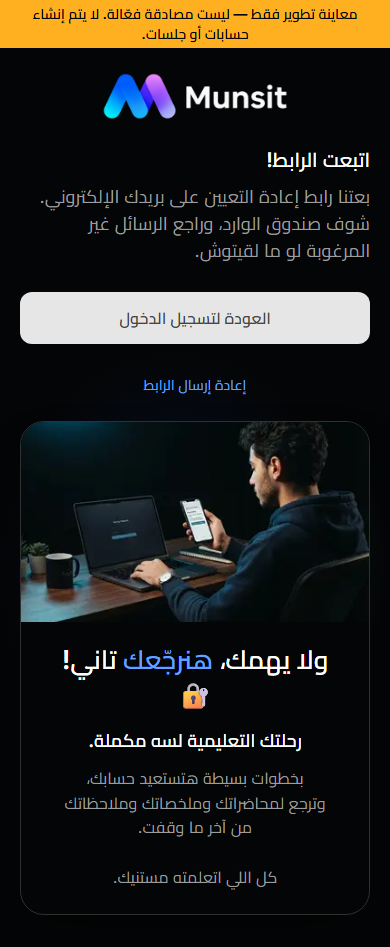 معاينة تطوير فقط — ليست مصادقة فعّالة. لا يتم إنشاء
حسابات أو جلسات.
Munsit
اتبعت الرابط!
بعتنا رابط إعادة التعيين على بريدك الإلكتروني.
شوف صندوق الوارد، وراجع الرسائل غير
المرغوبة لو ما لقيتوش.
العودة لتسجيل الدخول
إعادة إرسال الرابط
ولا يهمك، هنرجّعك تاني!
🔐
رحلتك التعليمية لسه مكملة.
بخطوات بسيطة هتستعيد حسابك،
وترجع لمحاضراتك وملخصاتك وملاحظاتك
من آخر ما وقفت.
كل اللي اتعلمته مستنيك.